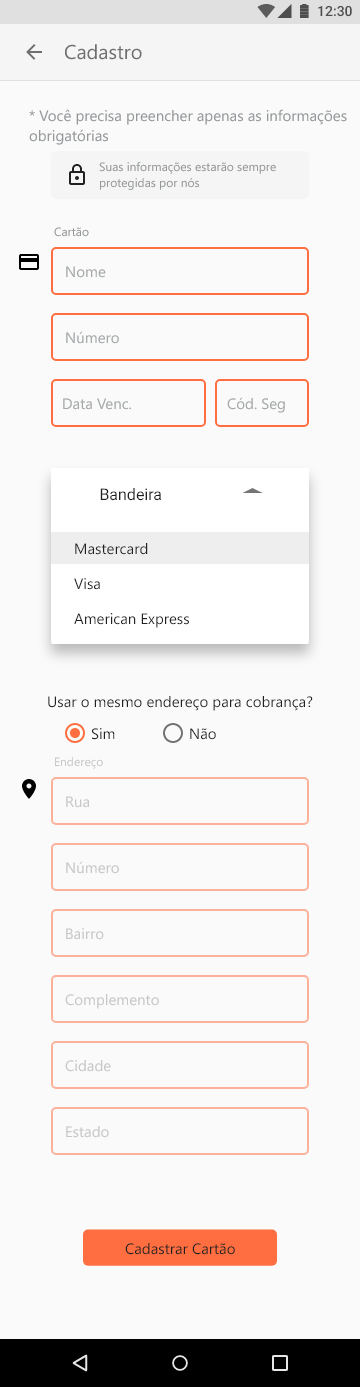 12:30
Cadastro
* Você precisa preencher apenas as informações
obrigatórias
Suas informações estarão sempre
protegidas por nós
Cartão
Nome
Número
Data Venc. Cód. Seg
Bandeira
Mastercard
Visa
American Express
Usar o mesmo endereço para cobrança?
Sim Não
Endereço
Rua
Número
Bairro
Complemento
Cidade
Estado
Cadastrar Cartão